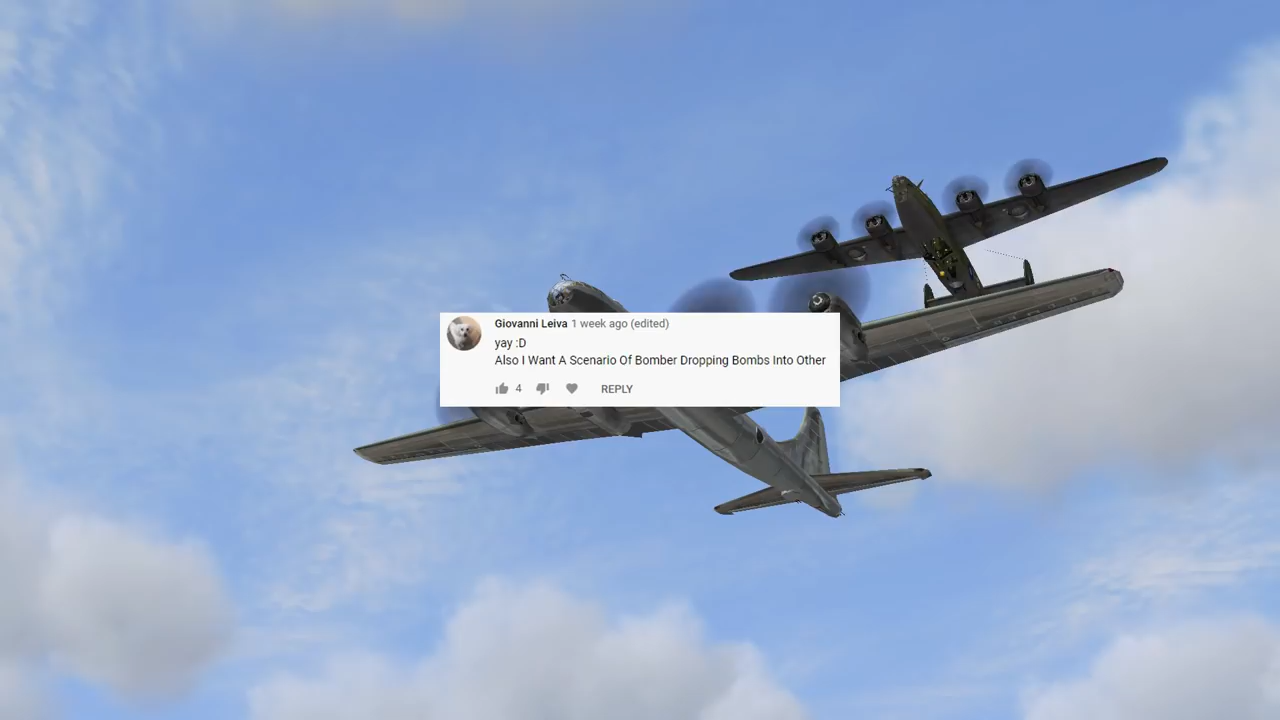 Giovanni Leiva 1 week ago (edited)
yay :D
Also I Want A Scenario Of Bomber Dropping Bombs Into Other
4 REPLY